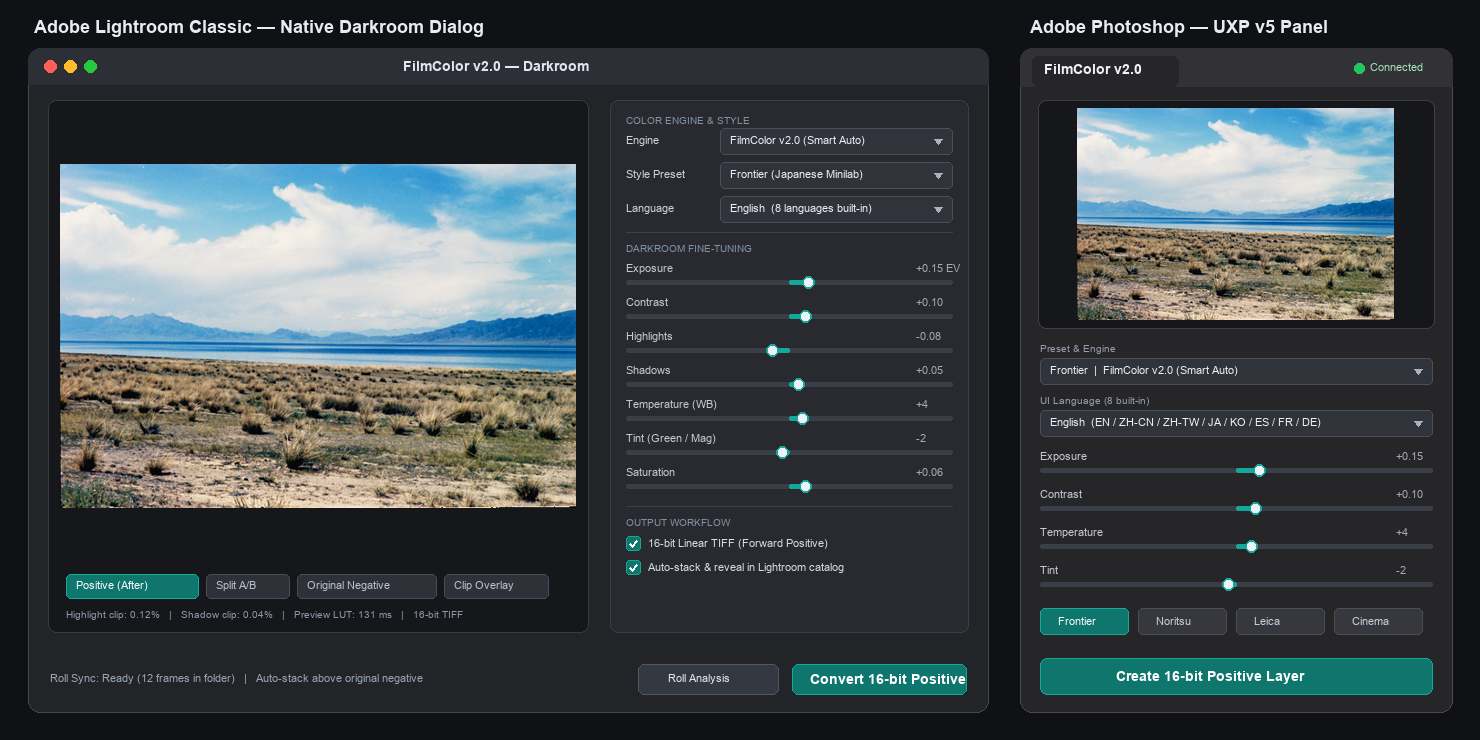 Adobe Lightroom Classic — Native Darkroom Dialog
FilmColor v2.0 — Darkroom
COLOR ENGINE & STYLE
Engine
FilmColor v2.0 (Smart Auto)
Style Preset
Frontier (Japanese Minilab)
Language
English (8 languages built-in)
DARKROOM FINE-TUNING
Exposure +0.15 EV
Contrast +0.10
Highlights -0.08
Shadows +0.05
Temperature (WB) +4
Tint (Green / Mag) -2
Saturation +0.06
OUTPUT WORKFLOW
16-bit Linear TIFF (Forward Positive)
Auto-stack & reveal in Lightroom catalog
Positive (After) Split A/B Original Negative Clip Overlay
Highlight clip: 0.12% | Shadow clip: 0.04% | Preview LUT: 131 ms | 16-bit TIFF
Roll Sync: Ready (12 frames in folder) | Auto-stack above original negative
Roll Analysis
Convert 16-bit Positive
Adobe Photoshop — UXP v5 Panel
FilmColor v2.0
Connected
Preset & Engine
Frontier | FilmColor v2.0 (Smart Auto)
UI Language (8 built-in)
English (EN / ZH-CN / ZH-TW / JA / KO / ES / FR / DE)
Exposure +0.15
Contrast +0.10
Temperature +4
Tint -2
Frontier Noritsu Leica Cinema
Create 16-bit Positive Layer